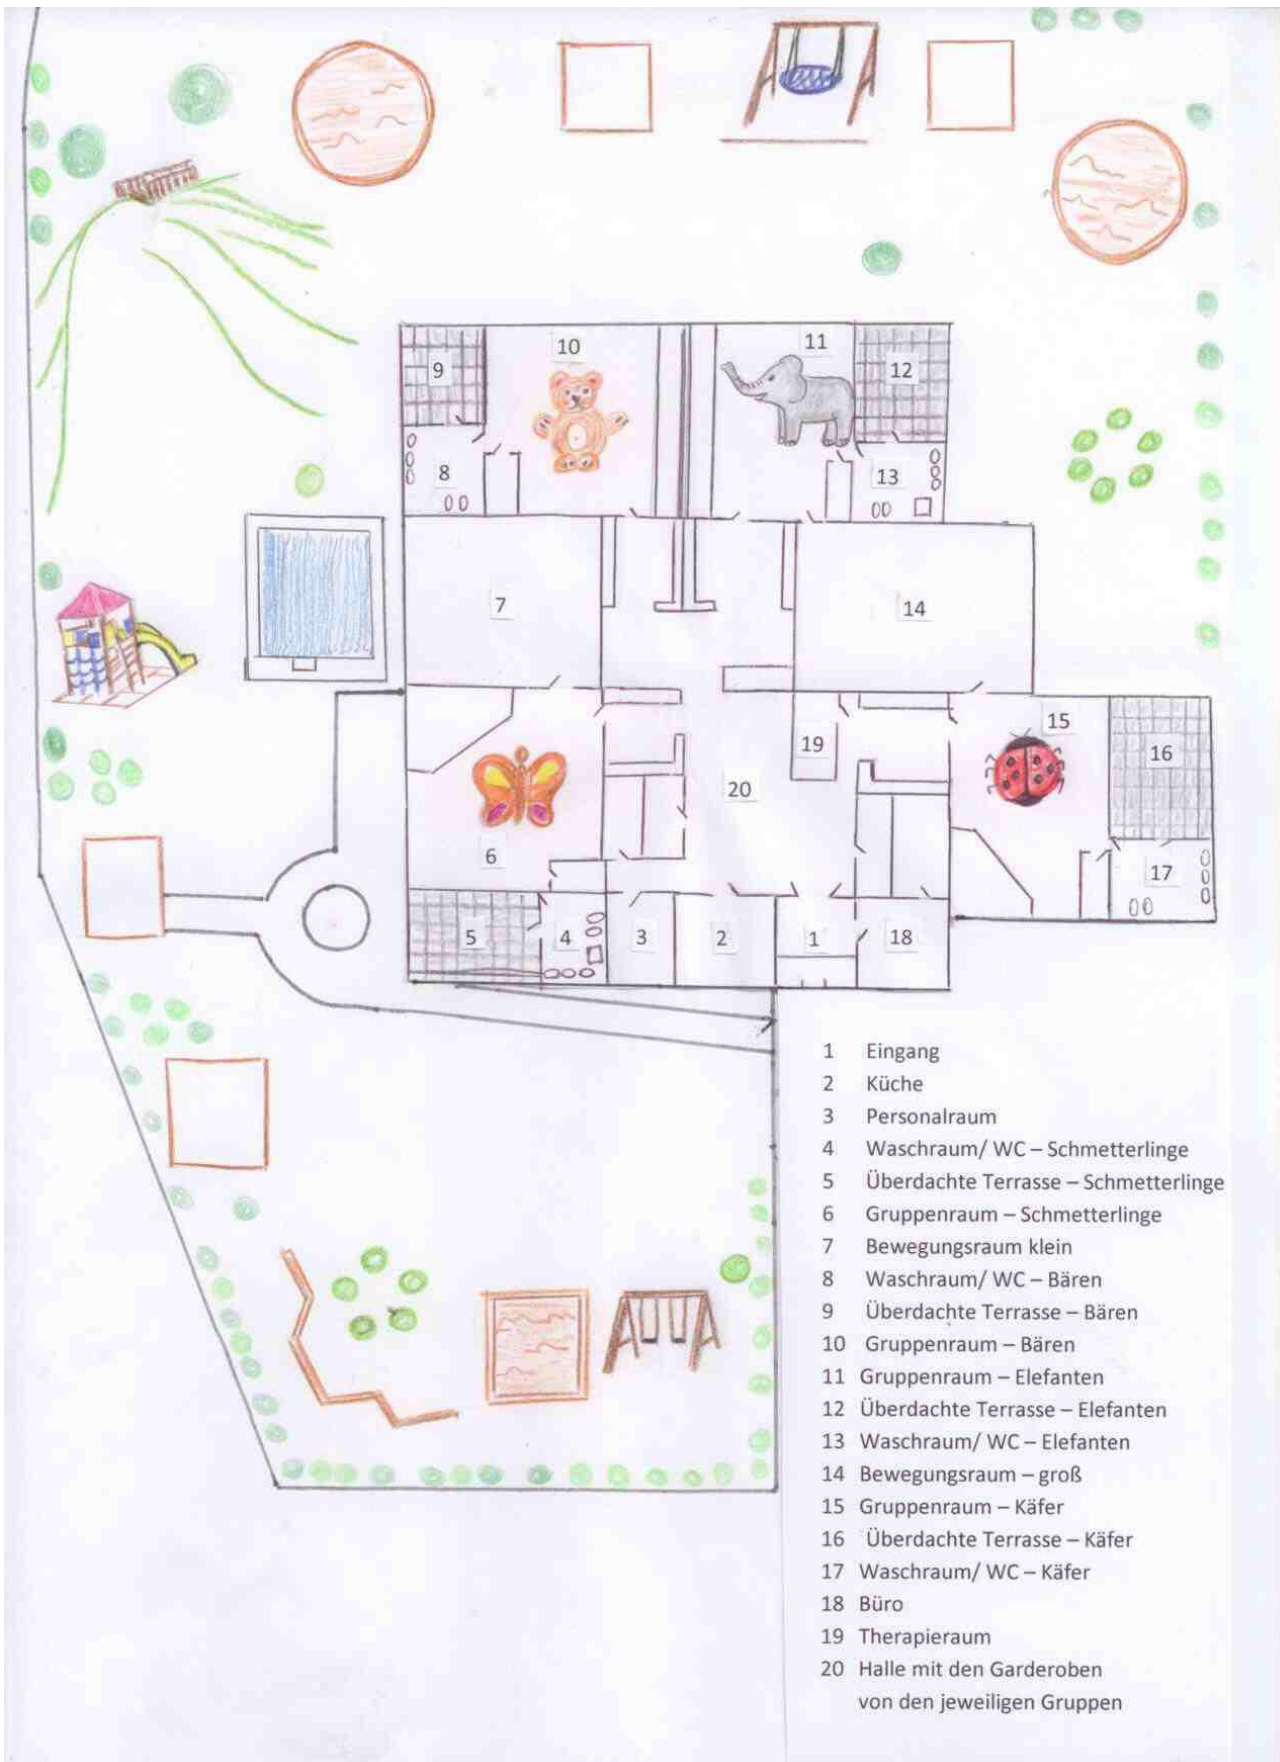 11
10
9
12
8
13
7
14
15
19
16
20
6
17
5
4
3
2
1
18
1 Eingang
2 Küche
3 Personalraum
4 Waschraum/ WC – Schmetterlinge
5 Überdachte Terrasse – Schmetterlinge
6 Gruppenraum – Schmetterlinge
7 Bewegungsraum klein
8 Waschraum/ WC – Bären
9 Überdachte Terrasse – Bären
10 Gruppenraum – Bären
11 Gruppenraum – Elefanten
12 Überdachte Terrasse – Elefanten
13 Waschraum/ WC – Elefanten
14 Bewegungsraum – groß
15 Gruppenraum – Käfer
16 Überdachte Terrasse – Käfer
17 Waschraum/ WC – Käfer
18 Büro
19 Therapieraum
20 Halle mit den Garderoben
von den jeweiligen Gruppen